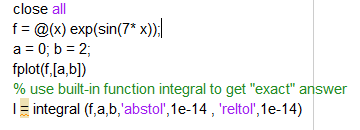 close all
f = @(x) exp(sin(7* x));
a = 0; b = 2;
fplot(f,[a,b])
% use built-in function integral to get "exact" answer
I = integral (f,a,b,'abstol',1e-14 , 'reltol',1e-14)